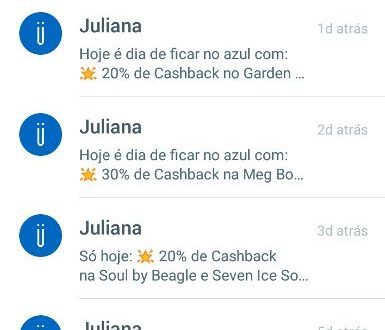 ü
Juliana
1d atrás
Hoje é dia de ficar no azul com:
🌟 20% de Cashback no Garden ...
ü
Juliana
2d atrás
Hoje é dia de ficar no azul com:
🌟 30% de Cashback na Meg Bo...
ü
Juliana
3d atrás
Só hoje: 🌟 20% de Cashback
na Soul by Beagle e Seven Ice So...
Juliana
5d atrás